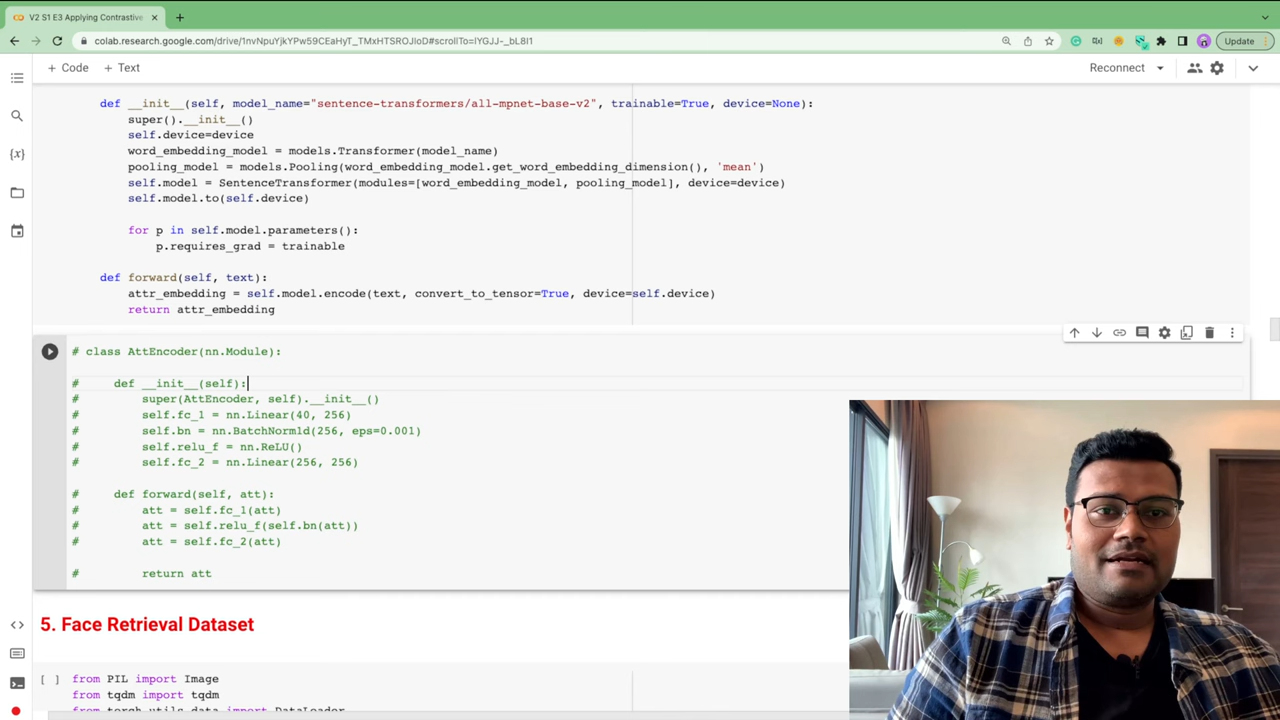 V2 S1 E3 Applying Contrastive
colab.research.google.com/drive/1nvNpuYjkYPw59CEaHyT_TMxHTSROJIoD#scrollTo=IYGJJ-_bL8I1
Update
+ Code + Text
Reconnect
def __init__(self, model_name="sentence-transformers/all-mpnet-base-v2", trainable=True, device=None):
super().__init__()
self.device=device
word_embedding_model = models.Transformer(model_name)
pooling_model = models.Pooling(word_embedding_model.get_word_embedding_dimension(), 'mean')
self.model = SentenceTransformer(modules=[word_embedding_model, pooling_model], device=device)
self.model.to(self.device)
for p in self.model.parameters():
p.requires_grad = trainable
def forward(self, text):
attr_embedding = self.model.encode(text, convert_to_tensor=True, device=self.device)
return attr_embedding
# class AttEncoder(nn.Module):
# def __init__(self):
# super(AttEncoder, self).__init__()
# self.fc_1 = nn.Linear(40, 256)
# self.bn = nn.BatchNorm1d(256, eps=0.001)
# self.relu_f = nn.ReLU()
# self.fc_2 = nn.Linear(256, 256)
# def forward(self, att):
# att = self.fc_1(att)
# att = self.relu_f(self.bn(att))
# att = self.fc_2(att)
# return att
5. Face Retrieval Dataset
[ ] from PIL import Image
from tqdm import tqdm
from torch.utils.data import DataLoader